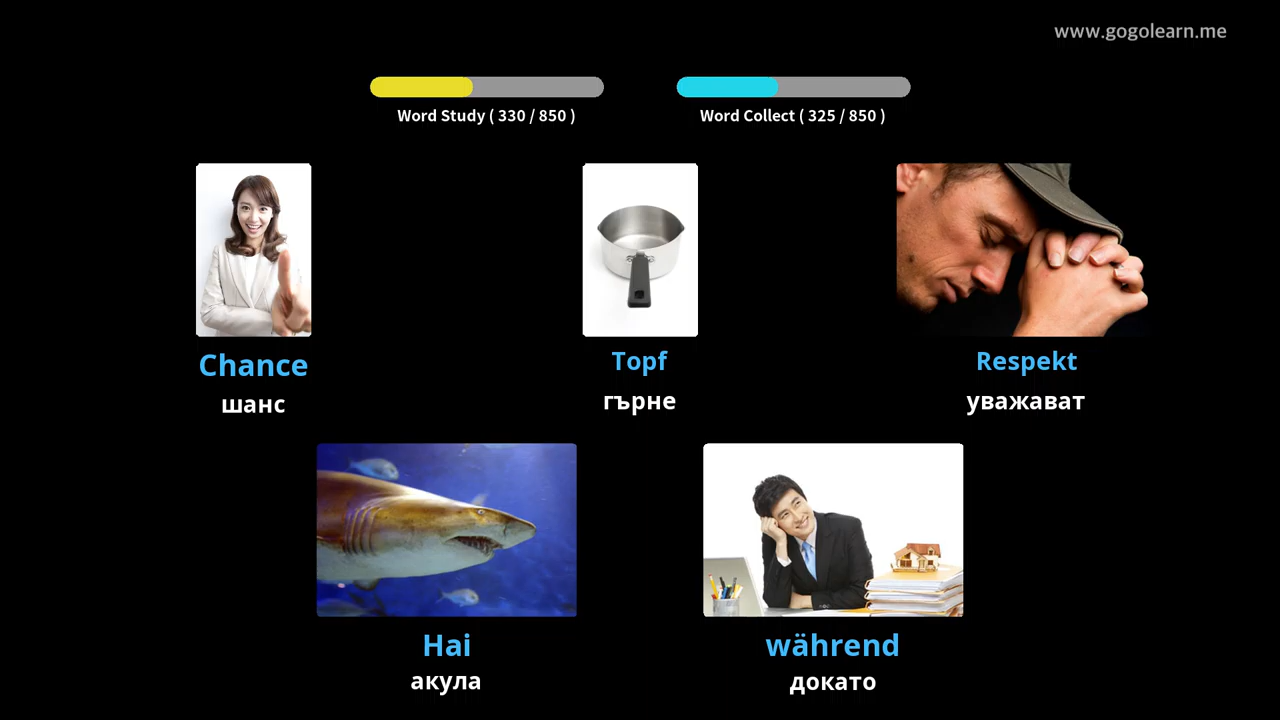 www.gogolearn.me
Word Study ( 330 / 850 )
Word Collect ( 325 / 850 )
Chance
шанс
Topf
гърне
Respekt
уважават
Hai
акула
während
докато